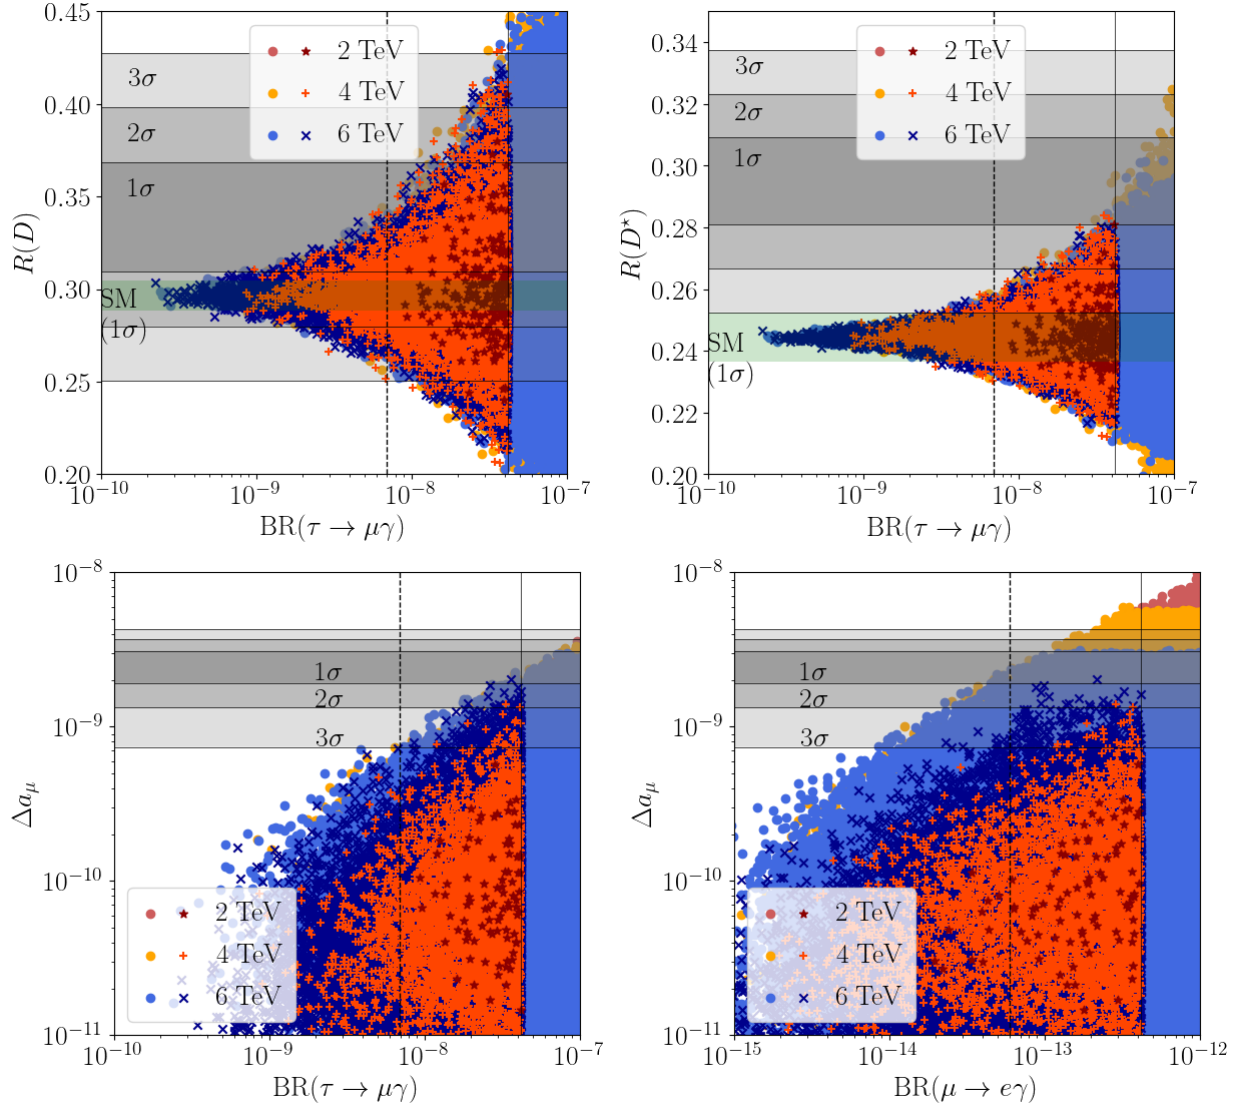 0.45
0.40
0.35
0.30
0.25
0.20
R(D)
3σ
2σ
1σ
SM
(1σ)
2 TeV
4 TeV
6 TeV
10⁻¹⁰ 10⁻⁹ 10⁻⁸ 10⁻⁷
BR(τ → μγ)
0.34
0.32
0.30
0.28
0.26
0.24
0.22
0.20
R(D⋆)
3σ
2σ
1σ
SM
(1σ)
2 TeV
4 TeV
6 TeV
10⁻¹⁰ 10⁻⁹ 10⁻⁸ 10⁻⁷
BR(τ → μγ)
10⁻⁸
10⁻⁹
10⁻¹⁰
10⁻¹¹
Δaμ
1σ
2σ
3σ
2 TeV
4 TeV
6 TeV
10⁻¹⁰ 10⁻⁹ 10⁻⁸ 10⁻⁷
BR(τ → μγ)
10⁻⁸
10⁻⁹
10⁻¹⁰
10⁻¹¹
Δaμ
1σ
2σ
3σ
2 TeV
4 TeV
6 TeV
10⁻¹⁵ 10⁻¹⁴ 10⁻¹³ 10⁻¹²
BR(μ → eγ)